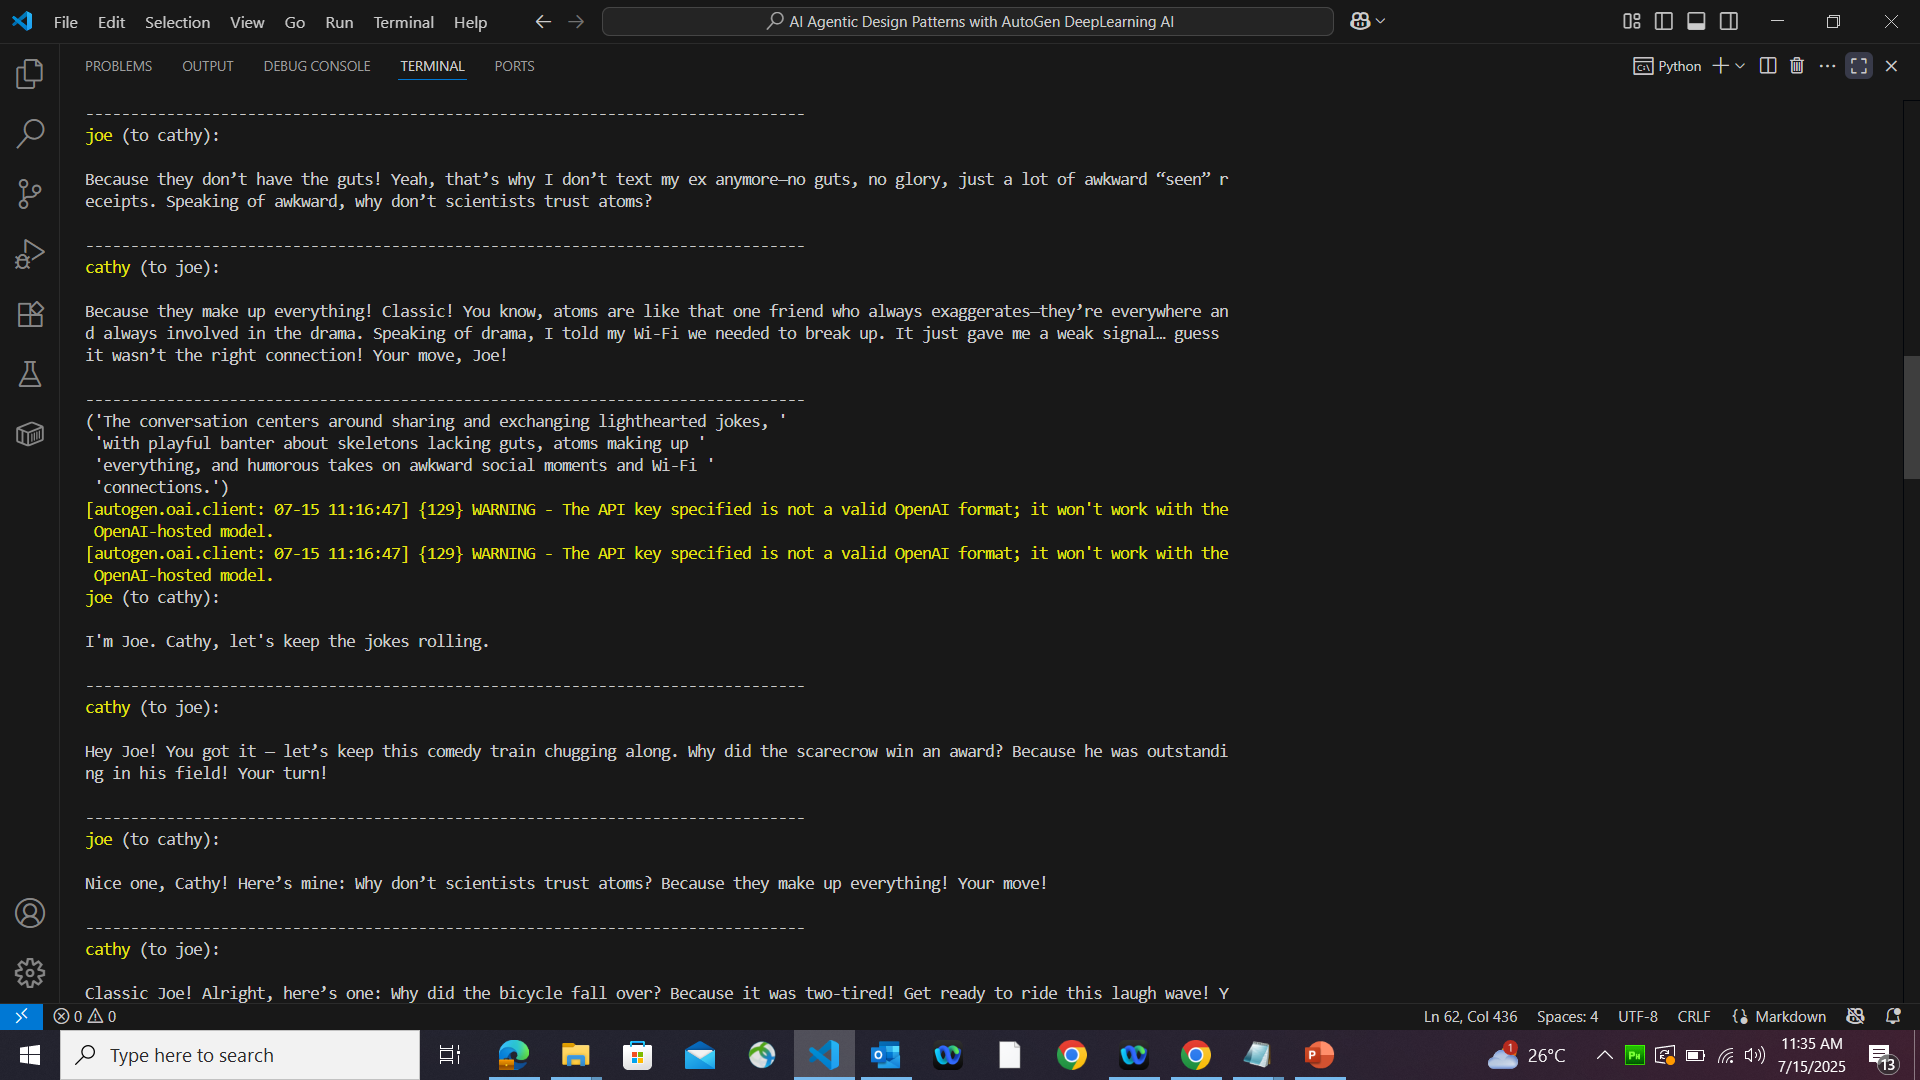 File Edit Selection View Go Run Terminal Help
AI Agentic Design Patterns with AutoGen DeepLearning AI
PROBLEMS OUTPUT DEBUG CONSOLE TERMINAL PORTS
Python
--------------------------------------------------------------------------------
joe (to cathy):
Because they don’t have the guts! Yeah, that’s why I don’t text my ex anymore—no guts, no glory, just a lot of awkward “seen” r
eceipts. Speaking of awkward, why don’t scientists trust atoms?
--------------------------------------------------------------------------------
cathy (to joe):
Because they make up everything! Classic! You know, atoms are like that one friend who always exaggerates—they’re everywhere an
d always involved in the drama. Speaking of drama, I told my Wi-Fi we needed to break up. It just gave me a weak signal… guess
it wasn’t the right connection! Your move, Joe!
--------------------------------------------------------------------------------
('The conversation centers around sharing and exchanging lighthearted jokes, '
'with playful banter about skeletons lacking guts, atoms making up '
'everything, and humorous takes on awkward social moments and Wi-Fi '
'connections.')
[autogen.oai.client: 07-15 11:16:47] {129} WARNING - The API key specified is not a valid OpenAI format; it won't work with the
OpenAI-hosted model.
[autogen.oai.client: 07-15 11:16:47] {129} WARNING - The API key specified is not a valid OpenAI format; it won't work with the
OpenAI-hosted model.
joe (to cathy):
I'm Joe. Cathy, let's keep the jokes rolling.
--------------------------------------------------------------------------------
cathy (to joe):
Hey Joe! You got it — let’s keep this comedy train chugging along. Why did the scarecrow win an award? Because he was outstandi
ng in his field! Your turn!
--------------------------------------------------------------------------------
joe (to cathy):
Nice one, Cathy! Here’s mine: Why don’t scientists trust atoms? Because they make up everything! Your move!
--------------------------------------------------------------------------------
cathy (to joe):
Classic Joe! Alright, here’s one: Why did the bicycle fall over? Because it was two-tired! Get ready to ride this laugh wave! Y
0 0 Ln 62, Col 436 Spaces: 4 UTF-8 CRLF Markdown
Type here to search
1 26°C
11:35 AM
7/15/2025
13